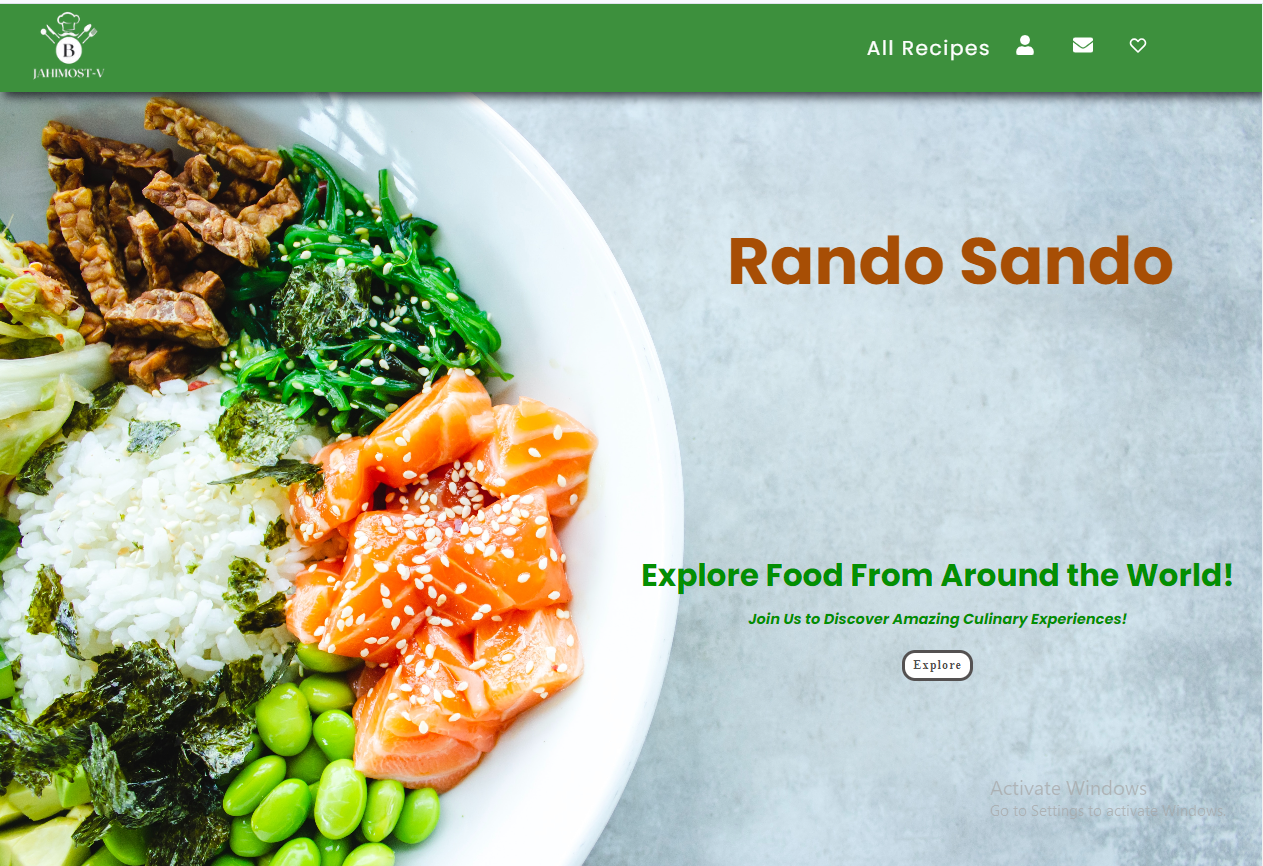 B
JAHIMOST-V
All Recipes
Rando Sando
Explore Food From Around the World!
Join Us to Discover Amazing Culinary Experiences!
Explore
Activate Windows
Go to Settings to activate Windows.